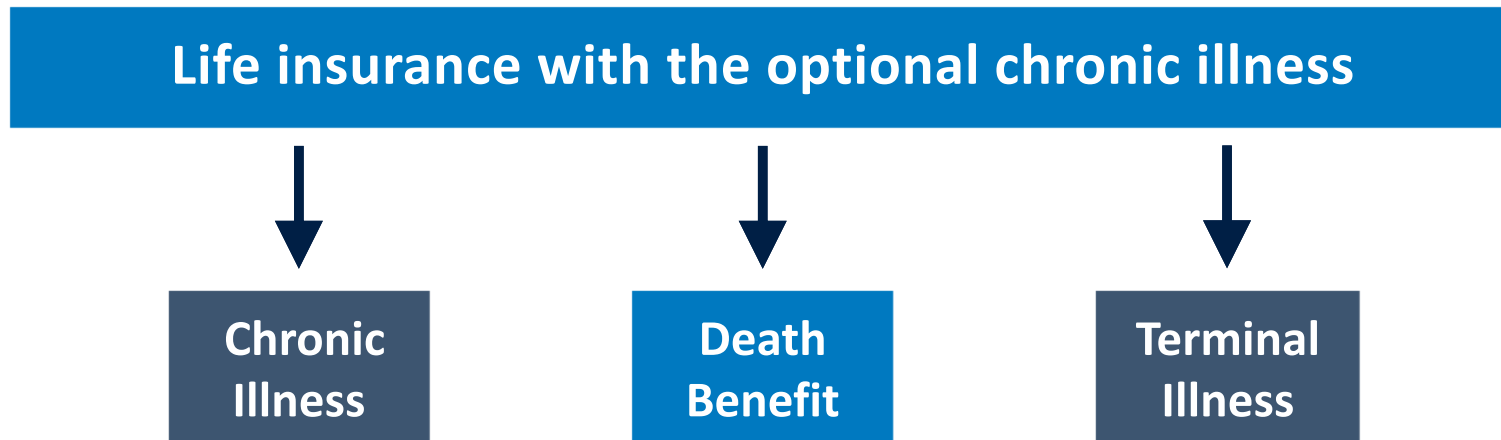 Life insurance with the optional chronic illness
Chronic
Illness
Death
Benefit
Terminal
Illness